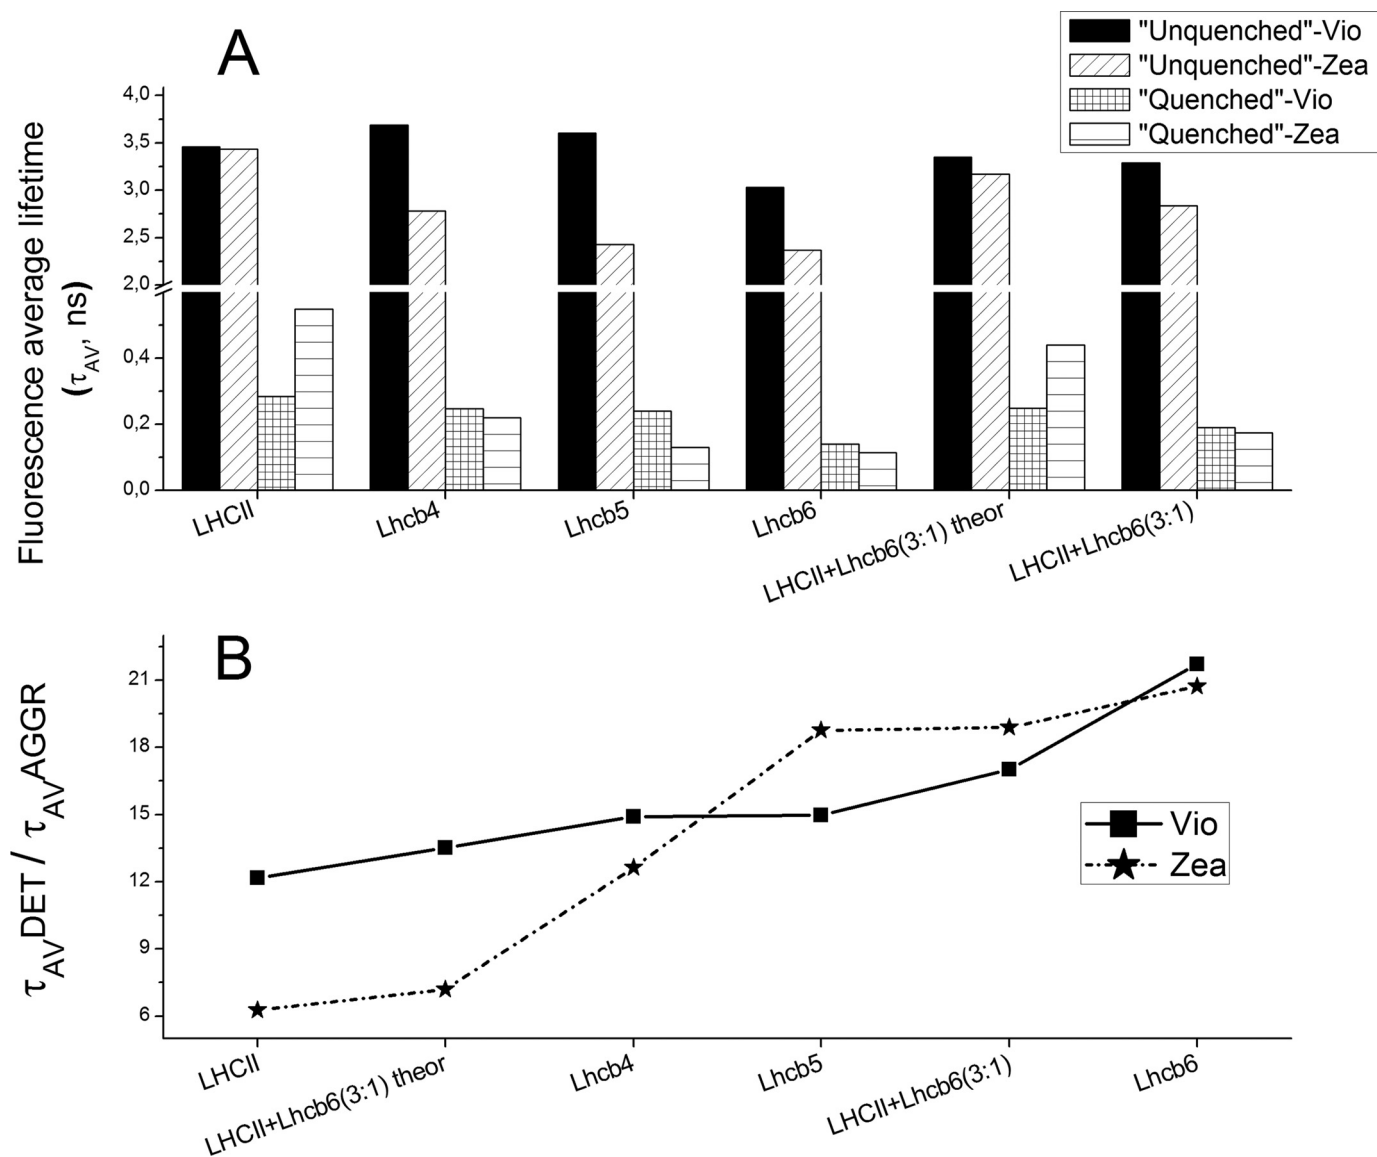 A
"Unquenched"-Vio
"Unquenched"-Zea
"Quenched"-Vio
"Quenched"-Zea
Fluorescence average lifetime
(τAV, ns)
4,0
3,5
3,0
2,5
2,0
0,4
0,2
0,0
LHCII
Lhcb4
Lhcb5
Lhcb6
LHCII+Lhcb6(3:1) theor
LHCII+Lhcb6(3:1)
B
τAVDET / τAVAGGR
21
18
15
12
9
6
Vio
Zea
LHCII
LHCII+Lhcb6(3:1) theor
Lhcb4
Lhcb5
LHCII+Lhcb6(3:1)
Lhcb6